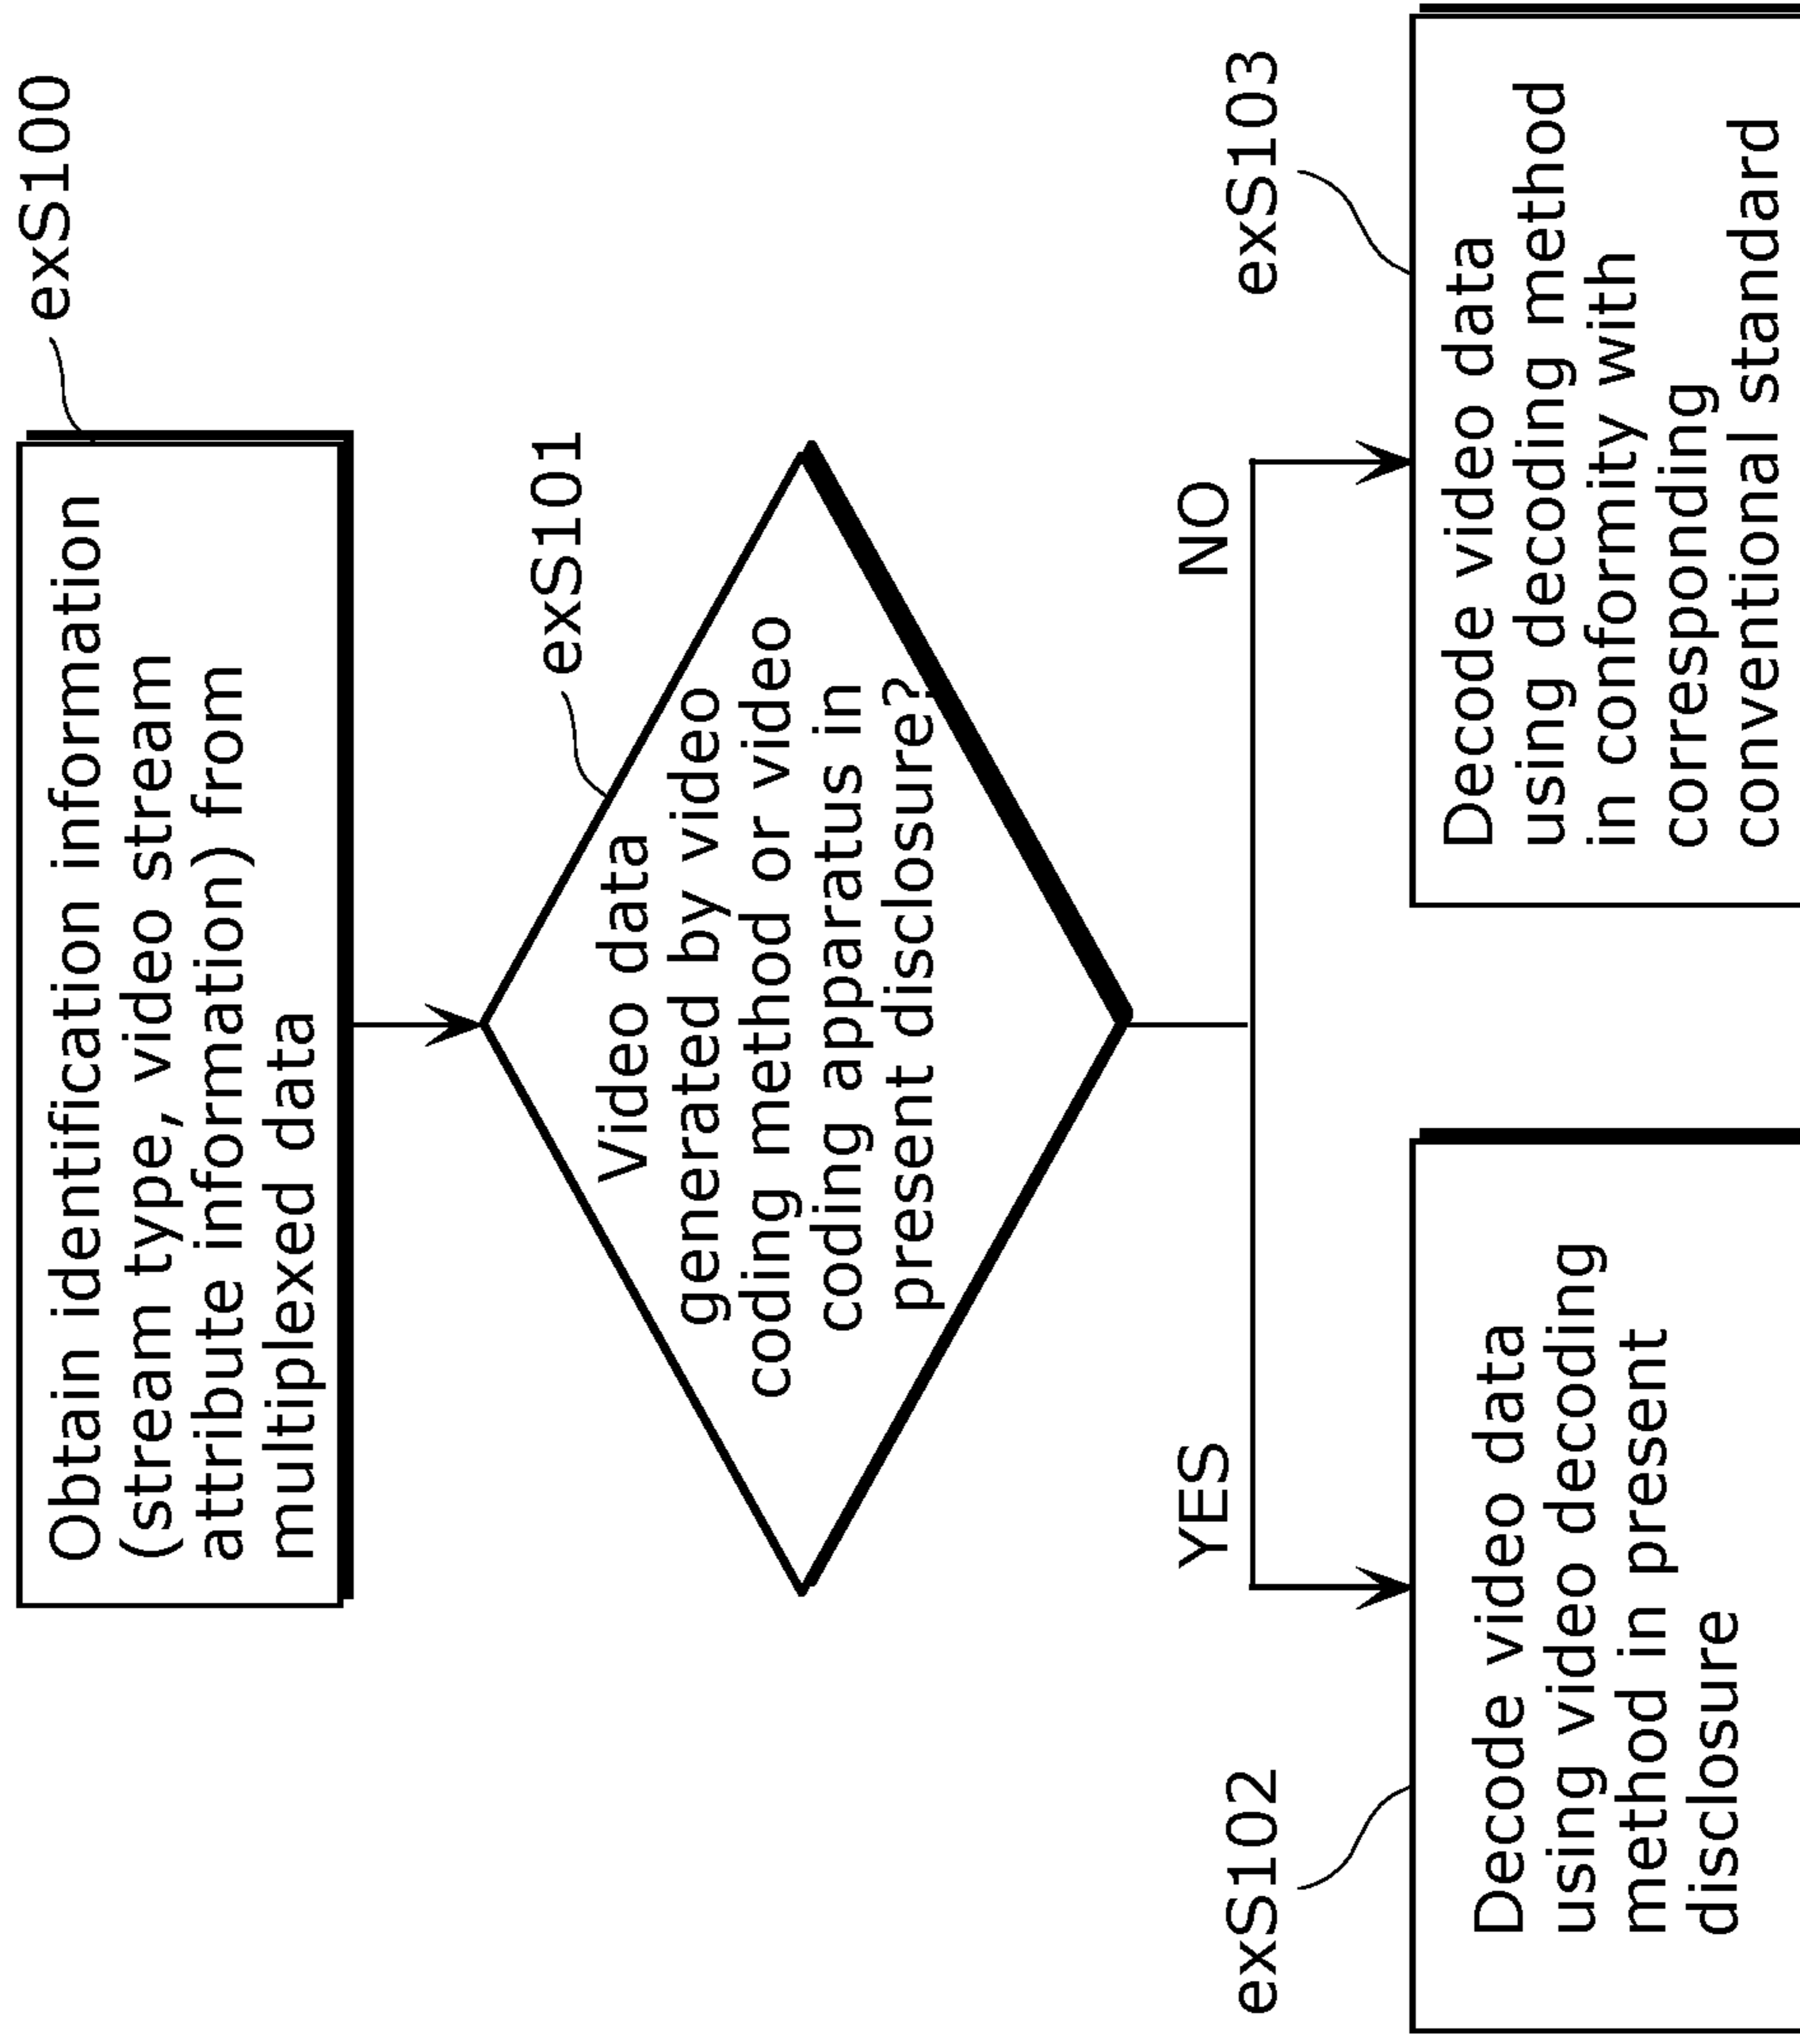 exS100
Obtain identification information
(stream type, video stream
attribute information) from
multiplexed data
exS101
Video data
generated by video
coding method or video
coding apparatus in
present disclosure?
YES
NO
exS102
Decode video data
using video decoding
method in present
disclosure
exS103
Decode video data
using decoding method
in conformity with
corresponding
conventional standard